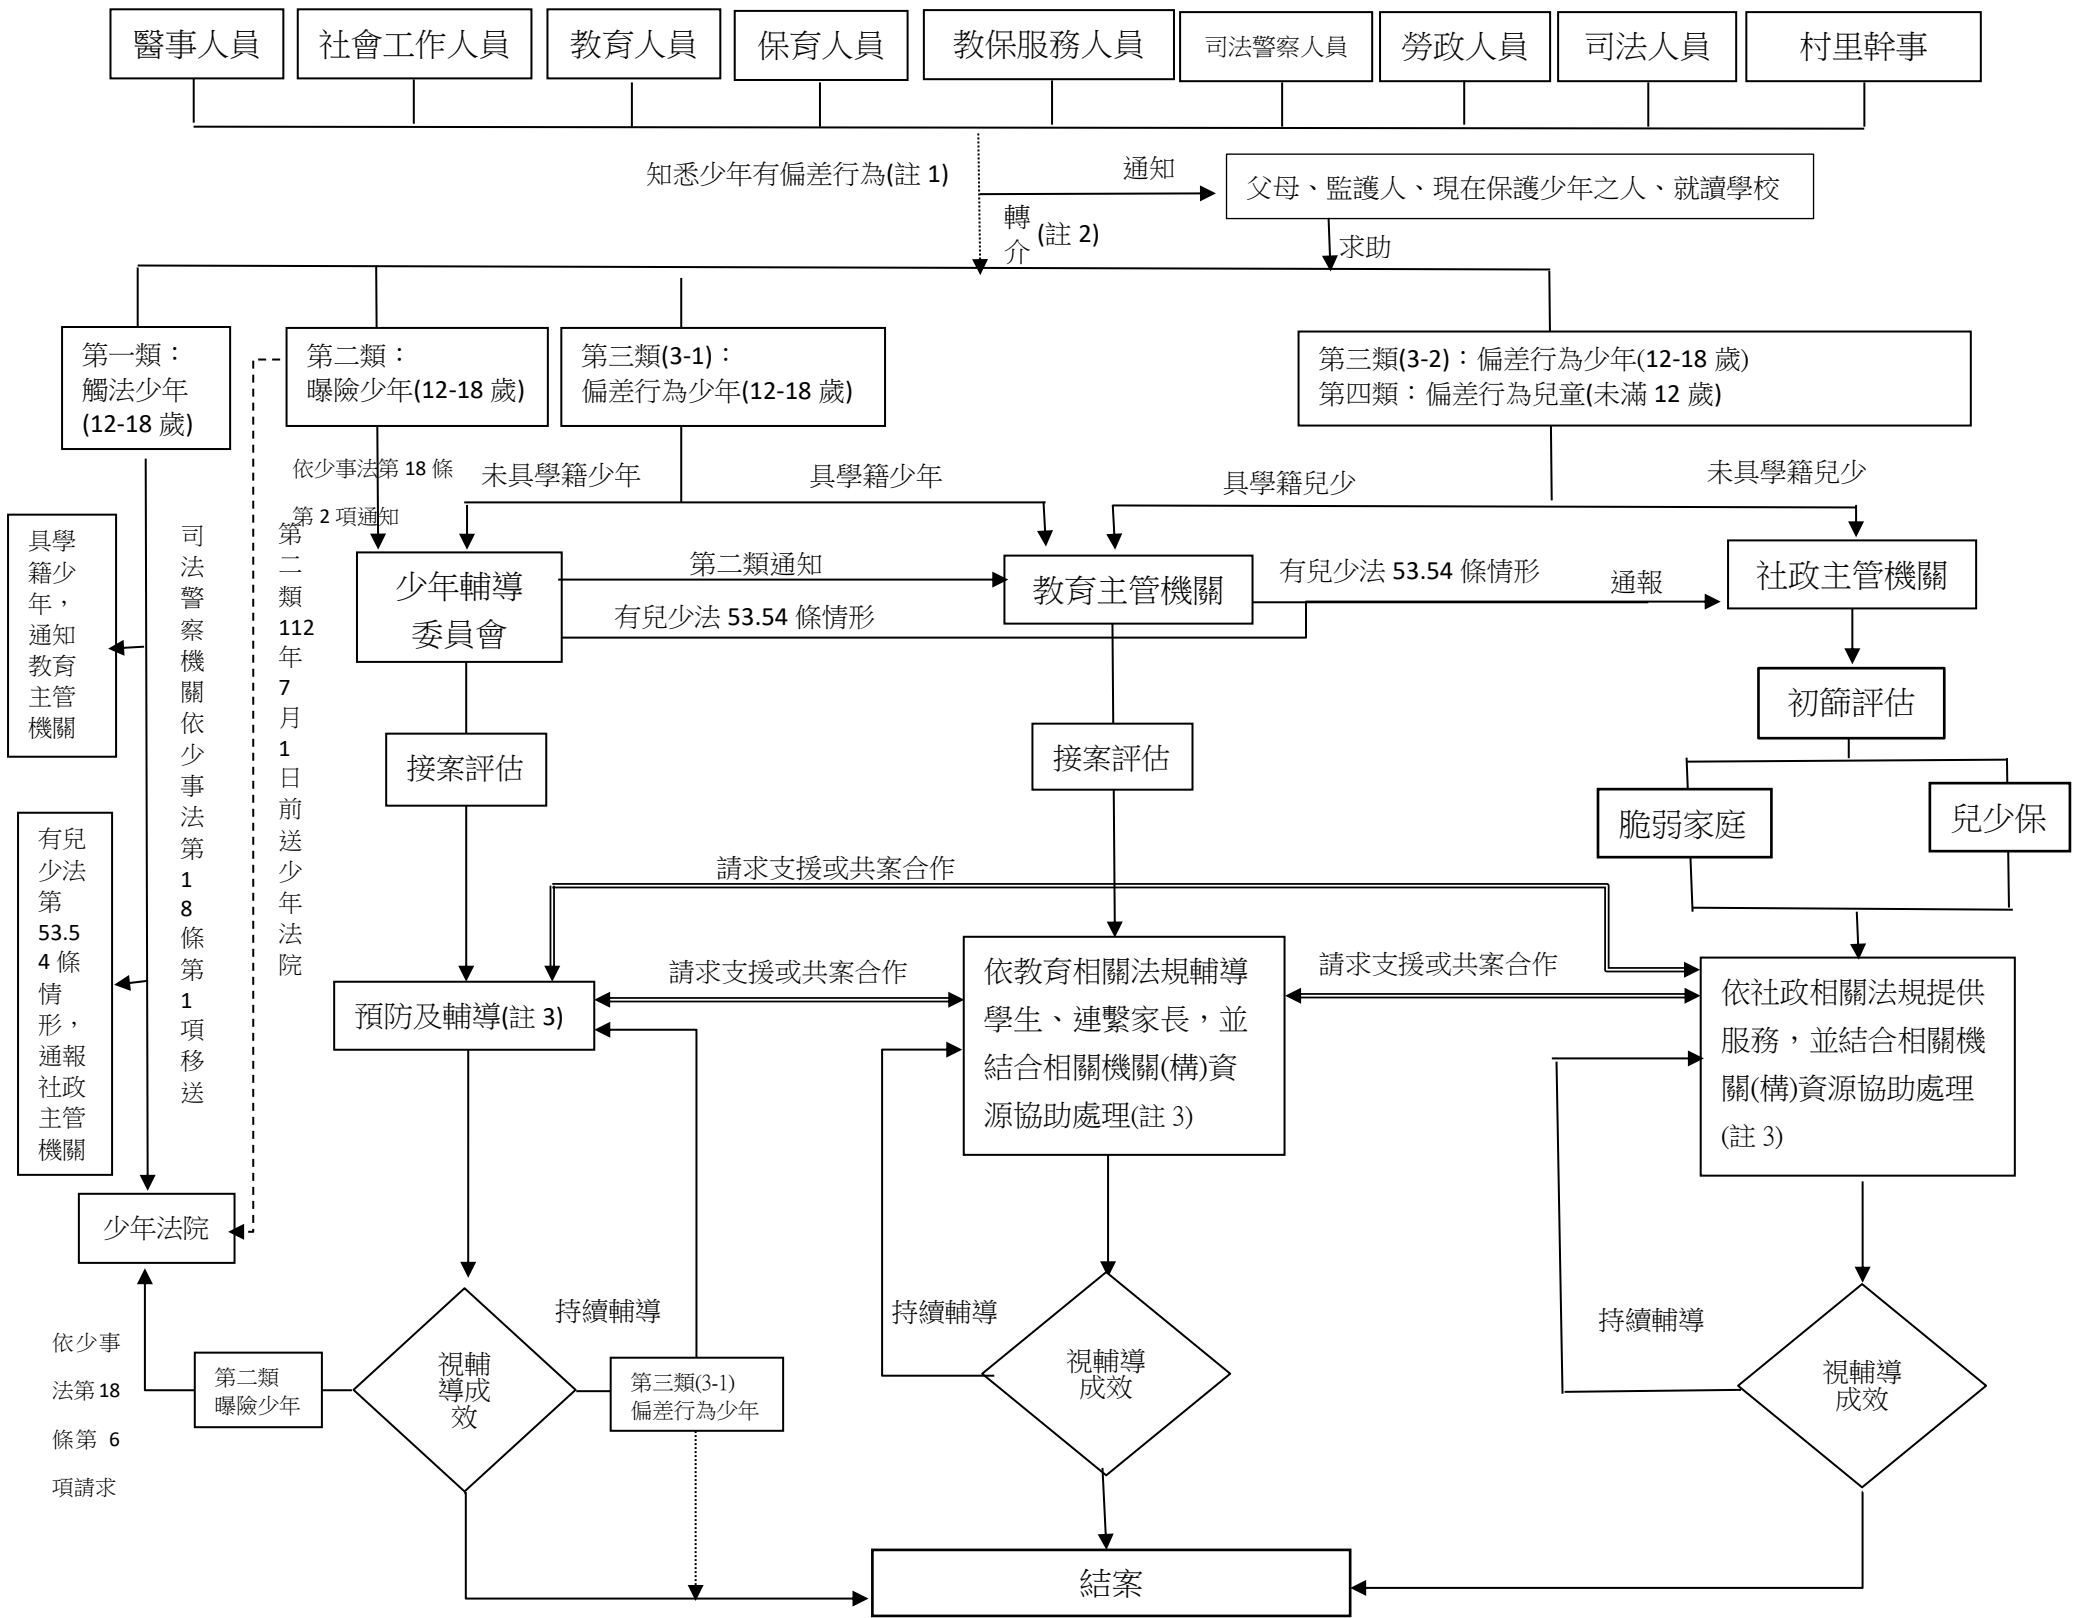 醫事人員
社會工作人員
教育人員
保育人員
教保服務人員
司法警察人員
勞政人員
司法人員
村里幹事
知悉少年有偏差行為(註 1)
通知
父母、監護人、現在保護少年之人、就讀學校
轉
介
(註 2)
求助
第一類：
觸法少年
(12-18 歲)
第二類：
曝險少年(12-18 歲)
第三類(3-1)：
偏差行為少年(12-18 歲)
第三類(3-2)：偏差行為少年(12-18 歲)
第四類：偏差行為兒童(未滿 12 歲)
依少事法第 18 條
第 2 項通知
未具學籍少年
具學籍少年
具學籍兒少
未具學籍兒少
具學
籍少
年，
通知
教育
主管
機關
司
法
警
察
機
關
依
少
事
法
第
1
8
條
第
1
項
移
送
第
二
類
112
年
7
月
1
日
前
送
少
年
法
院
少年輔導
委員會
第二類通知
有兒少法 53.54 條情形
教育主管機關
有兒少法 53.54 條情形
通報
社政主管機關
初篩評估
接案評估
接案評估
脆弱家庭
兒少保
有兒
少法
第
53.5
4 條
情
形，
通報
社政
主管
機關
請求支援或共案合作
請求支援或共案合作
請求支援或共案合作
預防及輔導(註 3)
依教育相關法規輔導
學生、連繫家長，並
結合相關機關(構)資
源協助處理(註 3)
依社政相關法規提供
服務，並結合相關機
關(構)資源協助處理
(註 3)
少年法院
依少事
法第 18
條第 6
項請求
第二類
曝險少年
視輔
導成
效
持續輔導
第三類(3-1)
偏差行為少年
持續輔導
視輔導
成效
持續輔導
視輔導
成效
結案